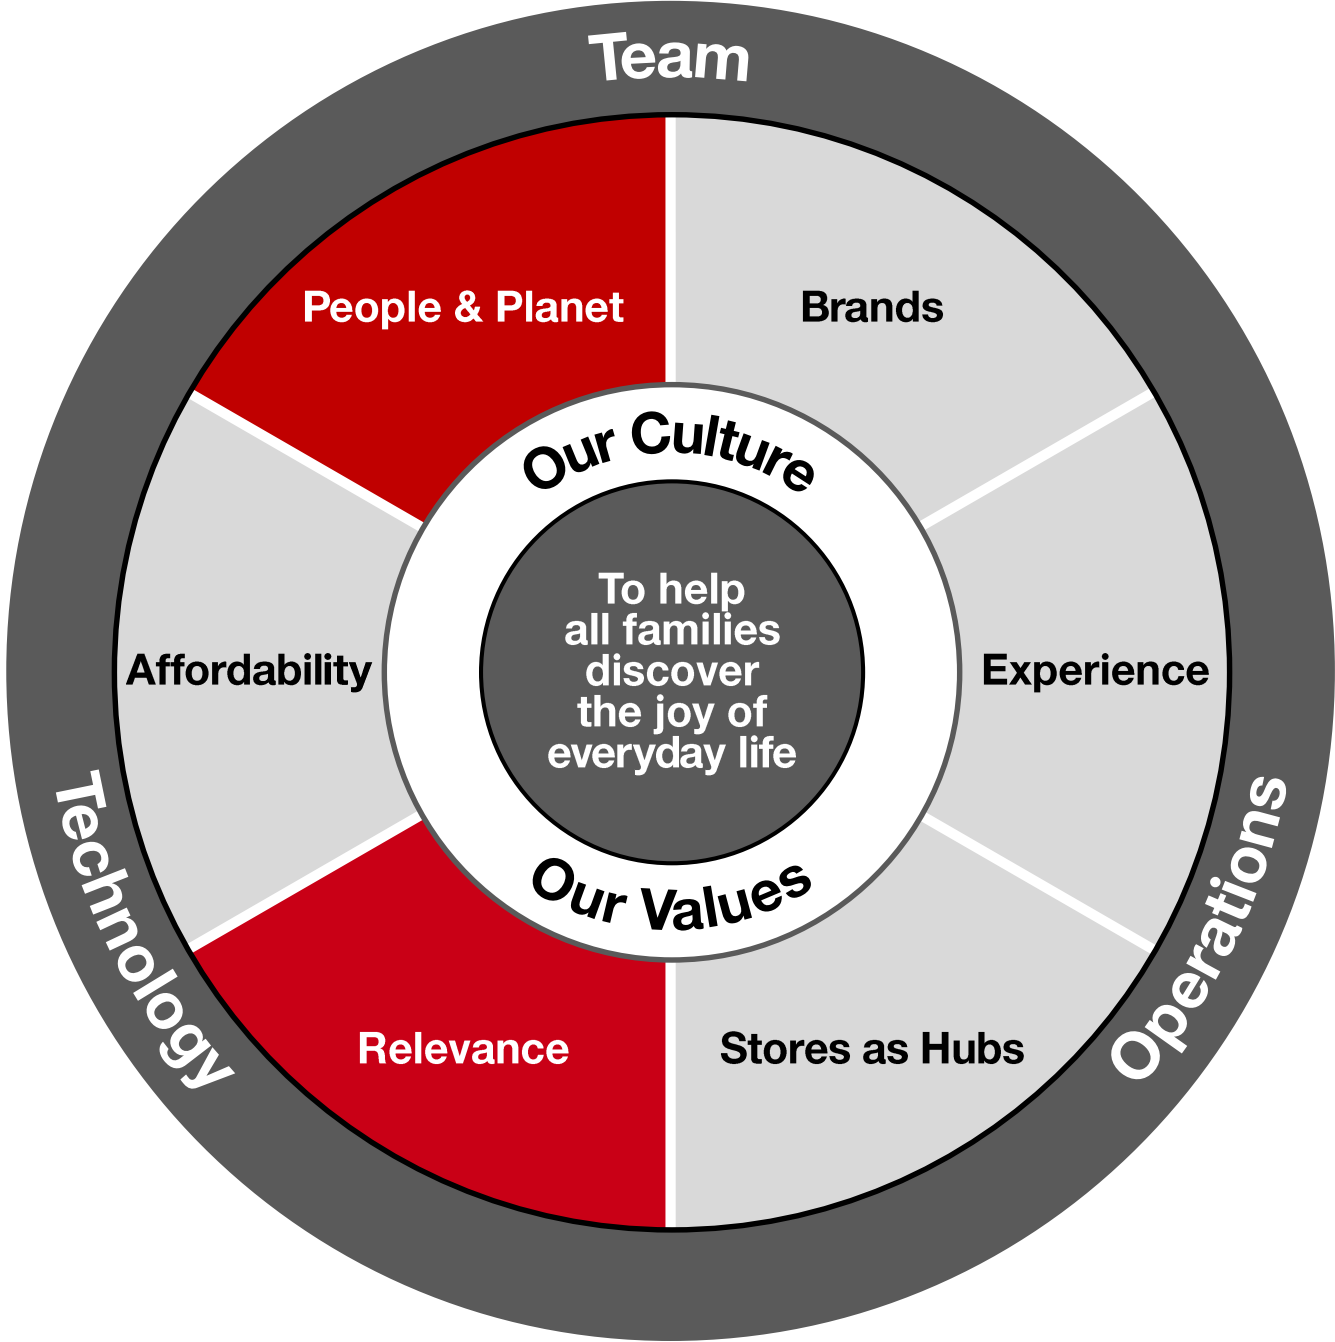 Team
People & Planet
Brands
Our Culture
To help
all families
discover
the joy of
everyday life
Affordability
Experience
Our Values
Technology
Operations
Relevance
Stores as Hubs